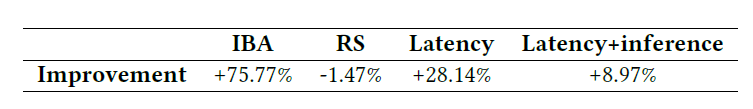 IBA RS Latency Latency+inference
Improvement +75.77% -1.47% +28.14% +8.97%